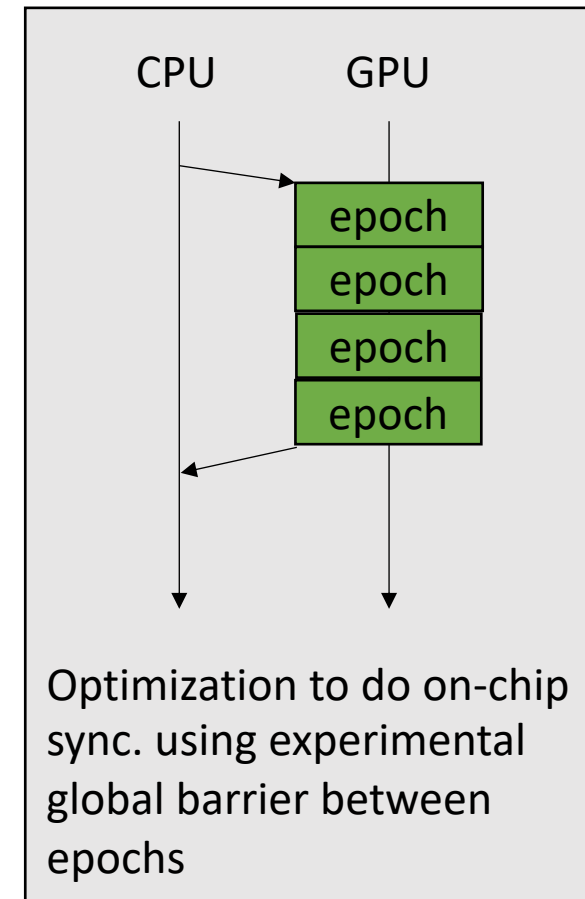 CPU GPU
epoch
epoch
epoch
epoch
Optimization to do on-chip
sync. using experimental
global barrier between
epochs